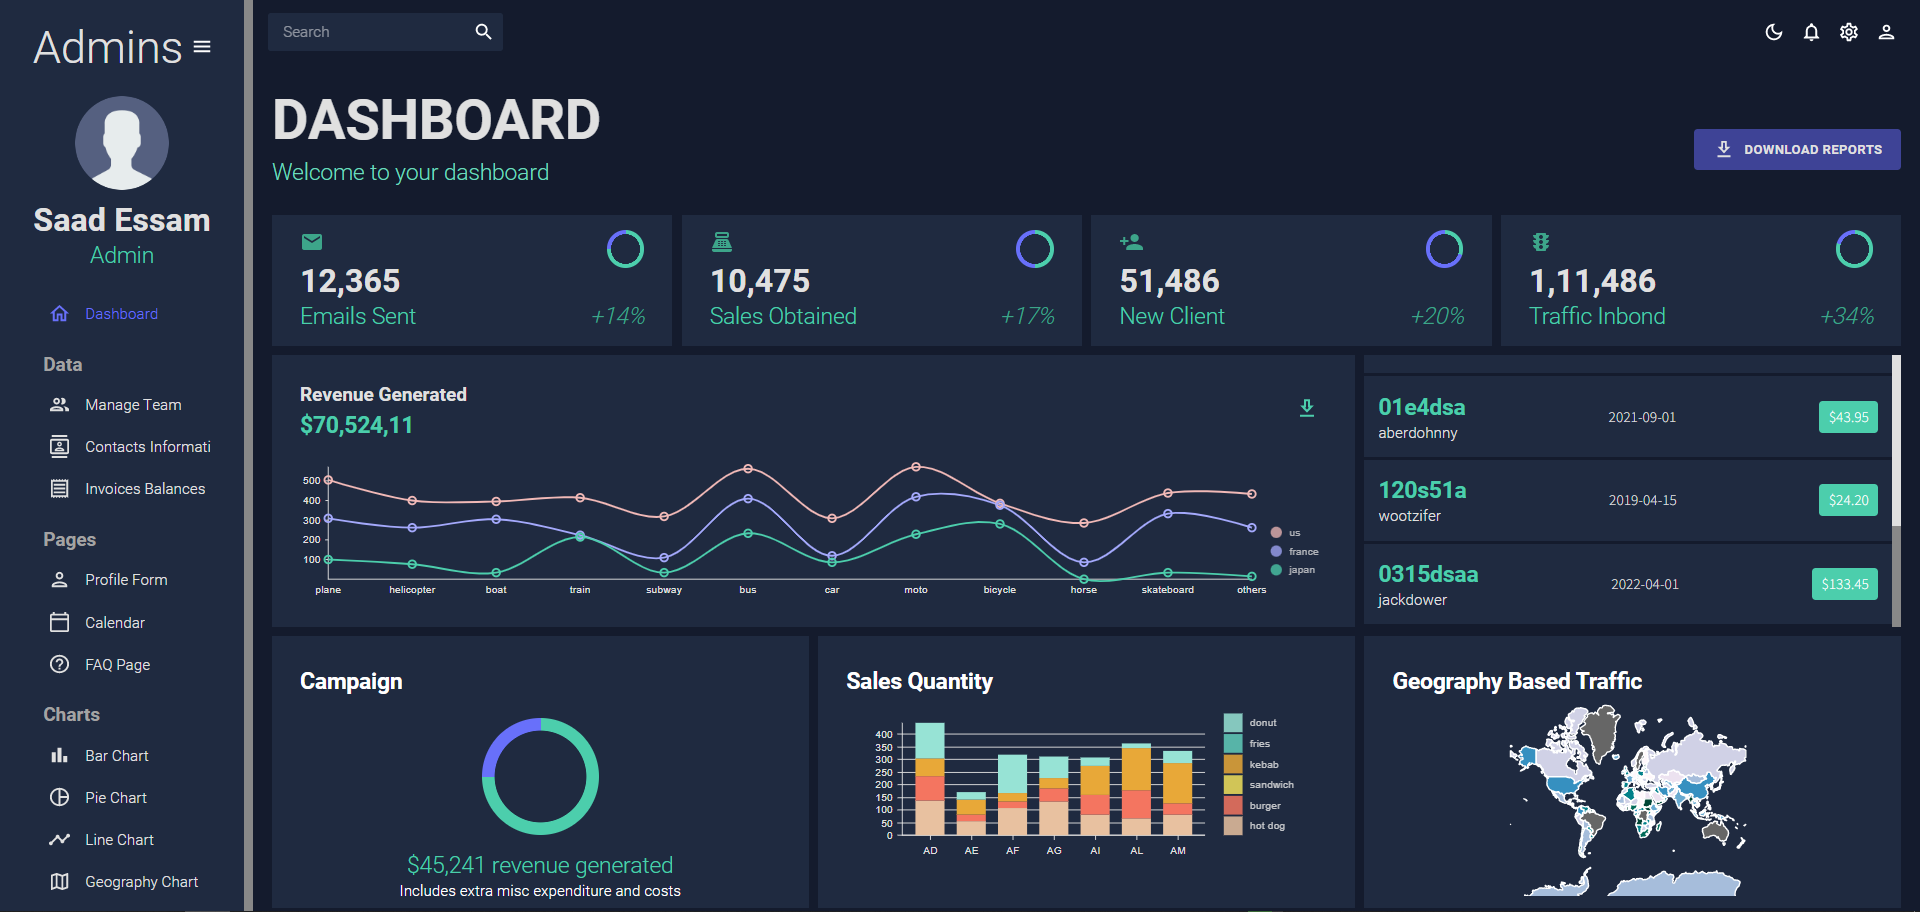 Admins
Saad Essam
Admin
Dashboard
Data
Manage Team
Contacts Informati
Invoices Balances
Pages
Profile Form
Calendar
FAQ Page
Charts
Bar Chart
Pie Chart
Line Chart
Geography Chart
Search
DASHBOARD
Welcome to your dashboard
DOWNLOAD REPORTS
12,365
Emails Sent
+14%
10,475
Sales Obtained
+17%
51,486
New Client
+20%
1,11,486
Traffic Inbond
+34%
Revenue Generated
$70,524,11
500
400
300
200
100
plane helicopter boat train subway bus car moto bicycle horse skateboard others
us
france
japan
01e4dsa
aberdohnny
2021-09-01
$43.95
120s51a
wootzifer
2019-04-15
$24.20
0315dsaa
jackdower
2022-04-01
$133.45
Campaign
$45,241 revenue generated
Includes extra misc expenditure and costs
Sales Quantity
400
350
300
250
200
150
100
50
0
AD AE AF AG AI AL AM
donut
fries
kebab
sandwich
burger
hot dog
Geography Based Traffic